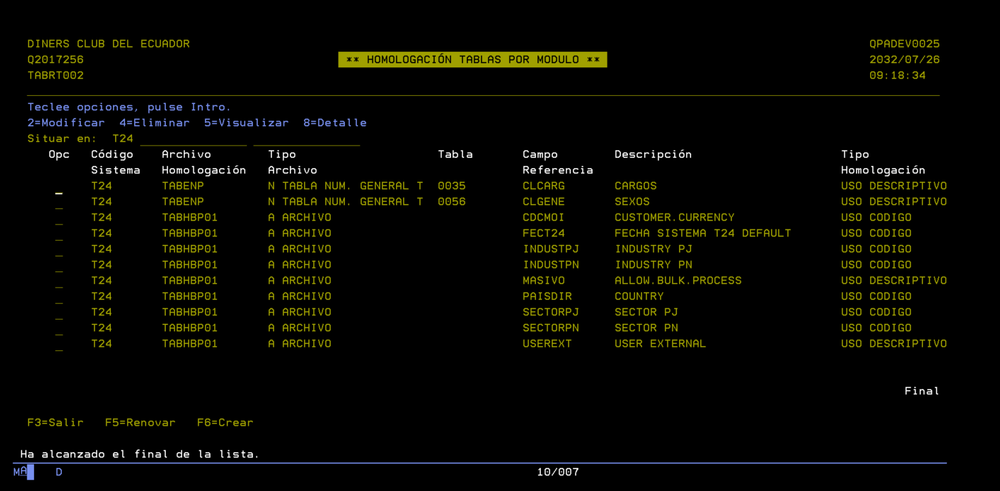 DINERS CLUB DEL ECUADOR QPADEV0025
Q2017256 ** HOMOLOGACIÓN TABLAS POR MODULO ** 2032/07/26
TABRT002 09:18:34
Teclee opciones, pulse Intro.
2=Modificar 4=Eliminar 5=Visualizar 8=Detalle
Situar en: T24
Opc Código Archivo Tipo Tabla Campo Descripción Tipo
Sistema Homologación Archivo Referencia Homologación
T24 TABENP N TABLA NUM. GENERAL T 0035 CLCARG CARGOS USO DESCRIPTIVO
T24 TABENP N TABLA NUM. GENERAL T 0056 CLGENE SEXOS USO DESCRIPTIVO
T24 TABHBP01 A ARCHIVO CDCMOI CUSTOMER.CURRENCY USO CODIGO
T24 TABHBP01 A ARCHIVO FECT24 FECHA SISTEMA T24 DEFAULT USO CODIGO
T24 TABHBP01 A ARCHIVO INDUSTPJ INDUSTRY PJ USO CODIGO
T24 TABHBP01 A ARCHIVO INDUSTPN INDUSTRY PN USO CODIGO
T24 TABHBP01 A ARCHIVO MASIVO ALLOW.BULK.PROCESS USO DESCRIPTIVO
T24 TABHBP01 A ARCHIVO PAISDIR COUNTRY USO CODIGO
T24 TABHBP01 A ARCHIVO SECTORPJ SECTOR PJ USO CODIGO
T24 TABHBP01 A ARCHIVO SECTORPN SECTOR PN USO CODIGO
T24 TABHBP01 A ARCHIVO USEREXT USER EXTERNAL USO DESCRIPTIVO
Final
F3=Salir F5=Renovar F6=Crear
Ha alcanzado el final de la lista.
MA D 10/007